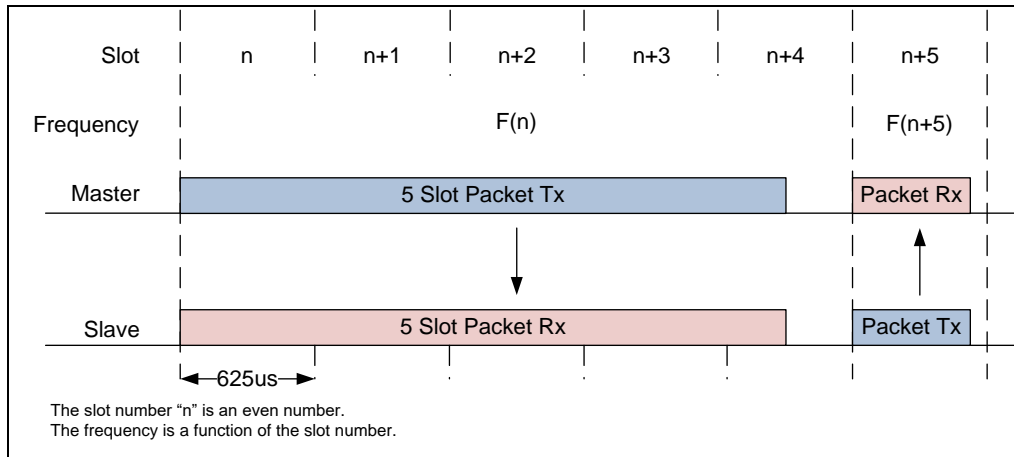 Slot n n+1 n+2 n+3 n+4 n+5
Frequency F(n) F(n+5)
Master 5 Slot Packet Tx Packet Rx
Slave 5 Slot Packet Rx Packet Tx
625us
The slot number “n” is an even number.
The frequency is a function of the slot number.